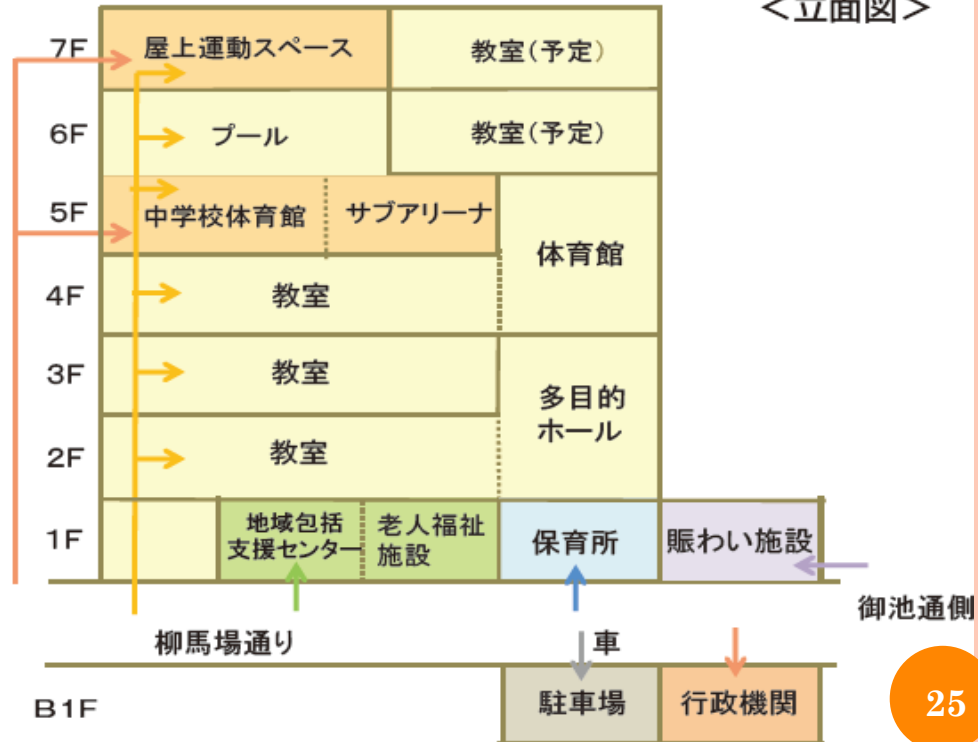 ＜立面図＞
7F
屋上運動スペース
教室(予定)
6F
プール
教室(予定)
5F
中学校体育館
サブアリーナ
体育館
4F
教室
3F
教室
多目的
ホール
2F
教室
1F
地域包括
支援センター
老人福祉
施設
保育所
賑わい施設
御池通側
柳馬場通り
車
B1F
駐車場
行政機関
25